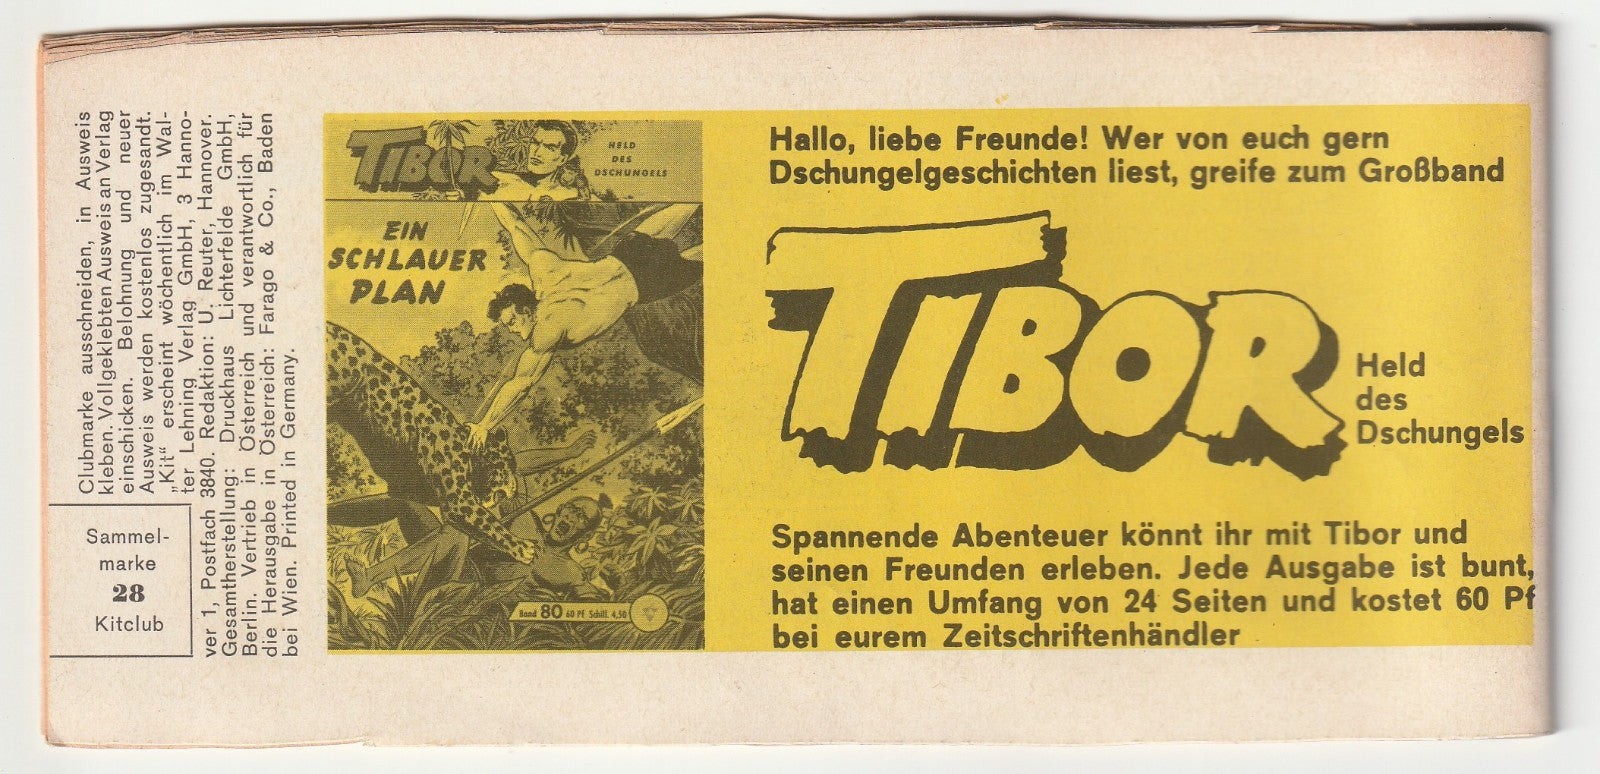 Clubmarke ausschneiden, in Ausweis
kleben. Vollgeklebten Ausweis an Verlag
einschicken. Belohnung und neuer
Ausweis werden kostenlos zugesandt.
„Kit“ erscheint wöchentlich im Wal-
ter Lehning Verlag GmbH, 3 Hanno-
ver 1, Postfach 3840. Redaktion: U. Reuter, Hannover.
Gesamtherstellung: Druckhaus Lichterfelde GmbH,
Berlin. Vertrieb in Österreich und verantwortlich für
die Herausgabe in Österreich: Farago & Co., Baden
bei Wien. Printed in Germany.
Sammel-
marke
28
Kitclub
TIBOR
HELD
DES
DSCHUNGELS
EIN
SCHLAUER
PLAN
Band 80 60 PF Schill. 4,50
Hallo, liebe Freunde! Wer von euch gern
Dschungelgeschichten liest, greife zum Großband
TIBOR
Held
des
Dschungels
Spannende Abenteuer könnt ihr mit Tibor und
seinen Freunden erleben. Jede Ausgabe ist bunt,
hat einen Umfang von 24 Seiten und kostet 60 Pf
bei eurem Zeitschriftenhändler